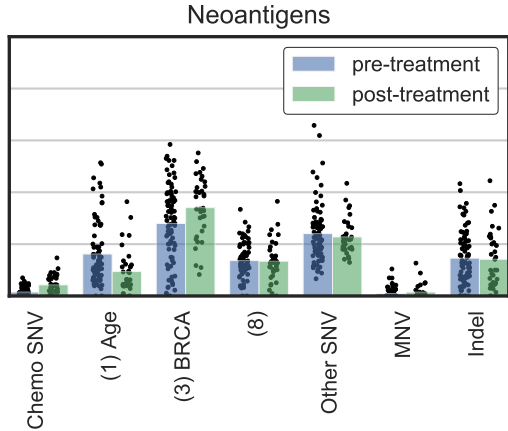 Neoantigens
pre-treatment
post-treatment
Chemo SNV
(1) Age
(3) BRCA
(8)
Other SNV
MNV
Indel